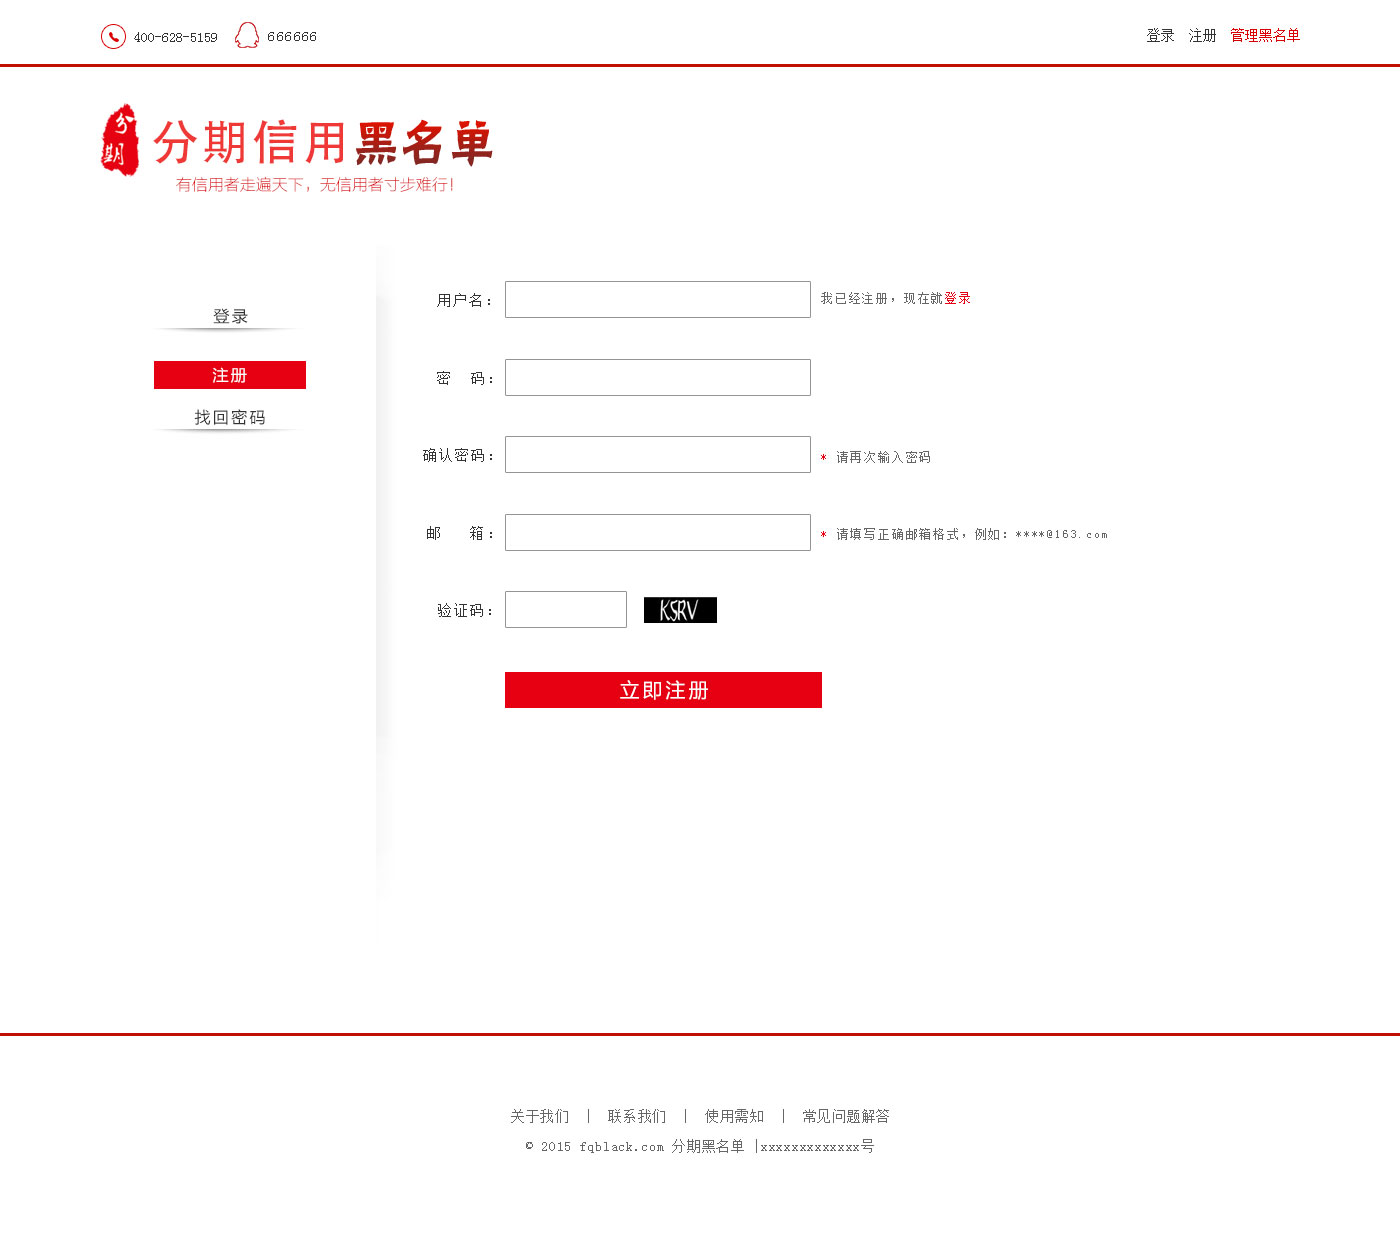 400-628-5159 666666 登录 注册 管理黑名单
分期 分期信用黑名单
有信用者走遍天下，无信用者寸步难行！
登录
注册
找回密码
用户名： 我已经注册，现在就登录
密 码：
确认密码： * 请再次输入密码
邮 箱： * 请填写正确邮箱格式，例如：****@163.com
验证码： KSRV
立即注册
关于我们 | 联系我们 | 使用需知 | 常见问题解答
© 2015 fqblack.com 分期黑名单 |xxxxxxxxxxxxx号